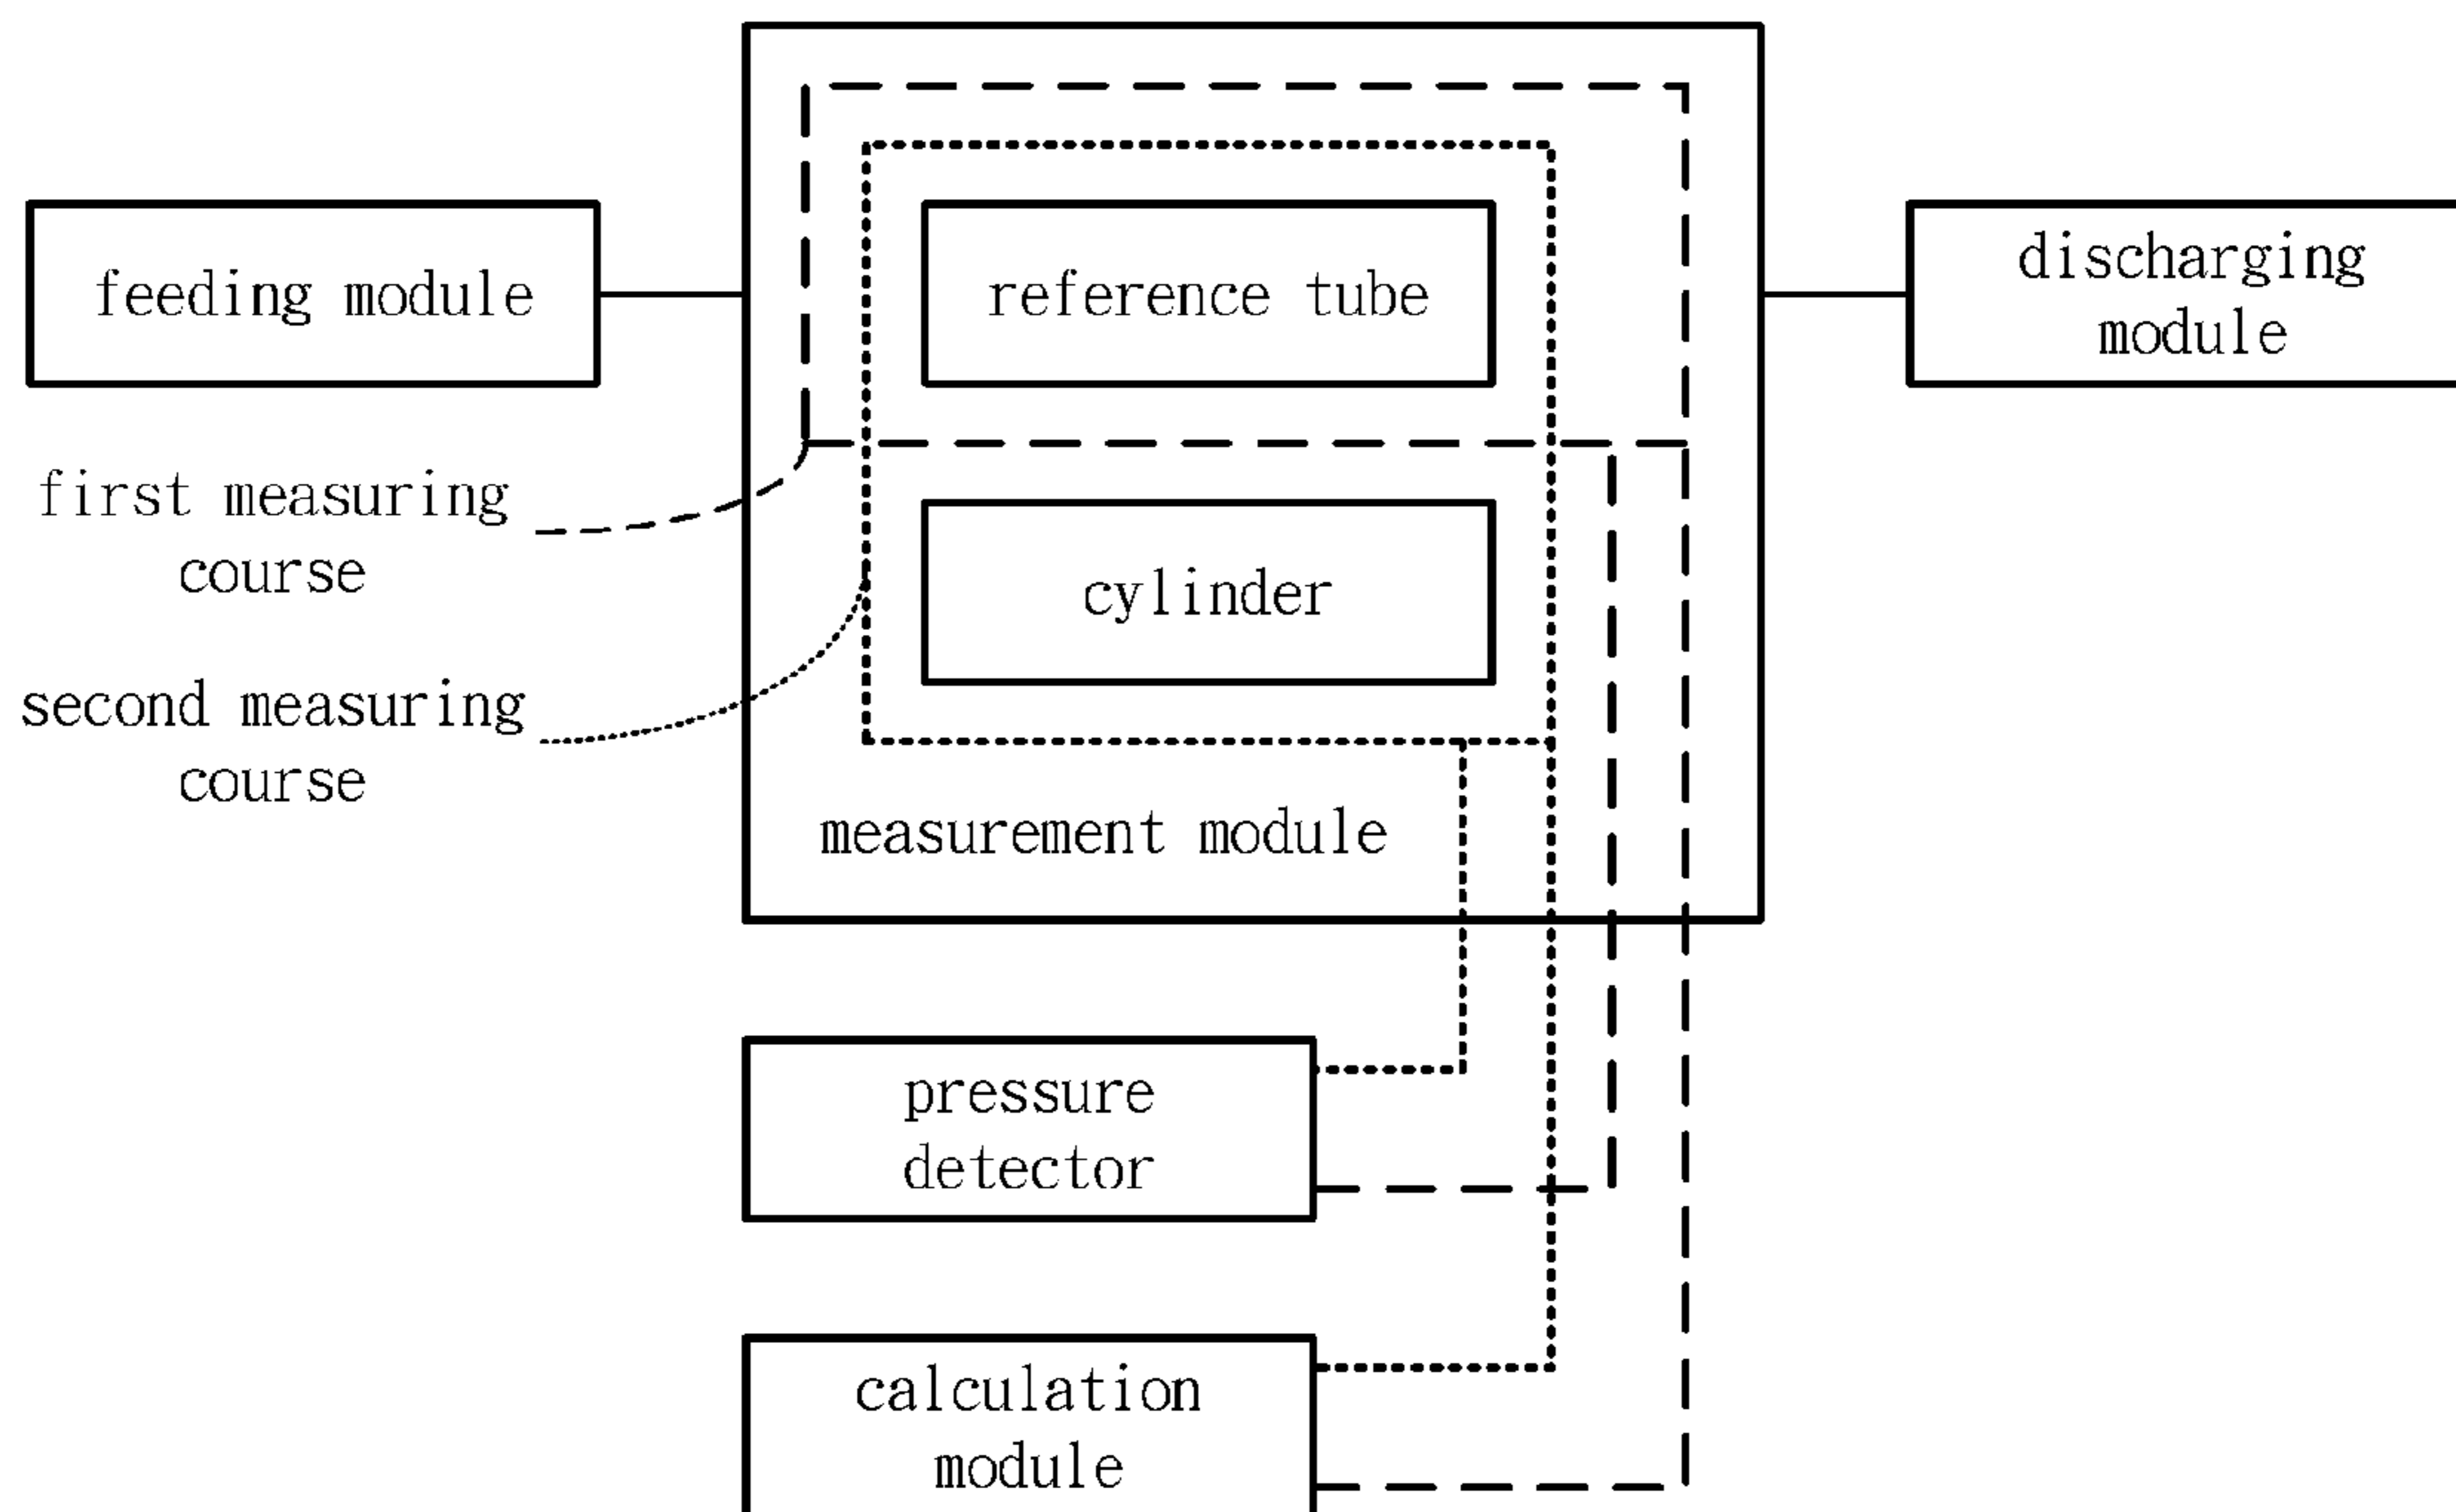 feeding module
reference tube
discharging
module
first measuring
course
cylinder
second measuring
course
measurement module
pressure
detector
calculation
module